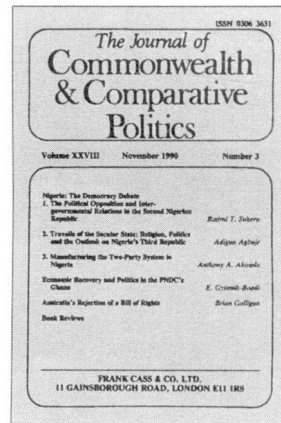 ISSN 0306 3631
The Journal of
Commonwealth
& Comparative
Politics
Volume XXVIII November 1990 Number 3
Nigeria: The Democracy Debate
1. The Political Opposition and Inter-
governmental Relations in the Second Nigerian
Republic Rotimi T. Suberu
2. Travails of the Secular State: Religion, Politics
and the Outlook on Nigeria's Third Republic Adigun Agbaje
3. Manufacturing the Two-Party System in
Nigeria Anthony A. Akinola
Economic Recovery and Politics in the PNDC's
Ghana E. Gyimah-Boadi
Australia's Rejection of a Bill of Rights Brian Galligan
Book Reviews
FRANK CASS & CO. LTD.
11 GAINSBOROUGH ROAD, LONDON E11 1RS